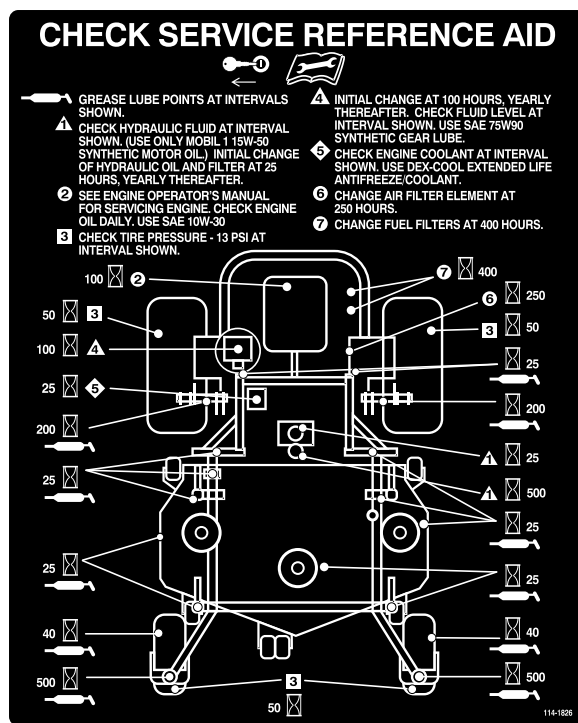 CHECK SERVICE REFERENCE AID
GREASE LUBE POINTS AT INTERVALS
SHOWN.
1 CHECK HYDRAULIC FLUID AT INTERVAL
SHOWN. (USE ONLY MOBIL 1 15W-50
SYNTHETIC MOTOR OIL.) INITIAL CHANGE
OF HYDRAULIC OIL AND FILTER AT 25
HOURS, YEARLY THEREAFTER.
2 SEE ENGINE OPERATOR'S MANUAL
FOR SERVICING ENGINE. CHECK ENGINE
OIL DAILY. USE SAE 10W-30
3 CHECK TIRE PRESSURE - 13 PSI AT
INTERVAL SHOWN.
4 INITIAL CHANGE AT 100 HOURS, YEARLY
THEREAFTER. CHECK FLUID LEVEL AT
INTERVAL SHOWN. USE SAE 75W90
SYNTHETIC GEAR LUBE.
5 CHECK ENGINE COOLANT AT INTERVAL
SHOWN. USE DEX-COOL EXTENDED LIFE
ANTIFREEZE/COOLANT.
6 CHANGE AIR FILTER ELEMENT AT
250 HOURS.
7 CHANGE FUEL FILTERS AT 400 HOURS.
100 2
50 3
100 4
25 5
200
25
25
40
500
7 400
6 250
3 50
25
200
1 25
1 500
25
25
40
500
3
50
114-1826